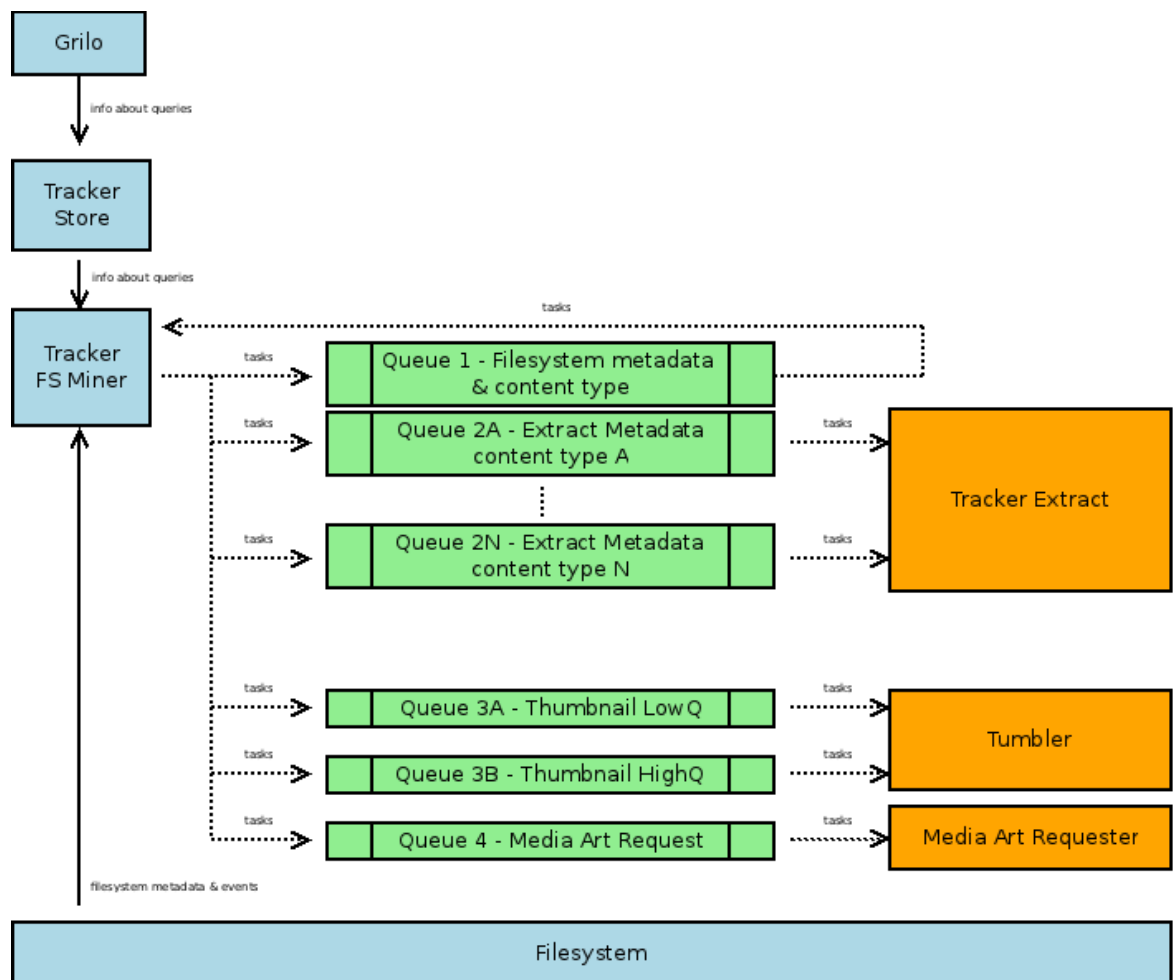 Grilo
info about queries
Tracker
Store
info about queries
tasks
Tracker
FS Miner
tasks
Queue 1 - Filesystem metadata
& content type
tasks
Queue 2A - Extract Metadata
content type A
tasks
Tracker Extract
tasks
Queue 2N - Extract Metadata
content type N
tasks
tasks
Queue 3A - Thumbnail LowQ
tasks
Tumbler
tasks
Queue 3B - Thumbnail HighQ
tasks
tasks
Queue 4 - Media Art Request
tasks
Media Art Requester
filesystem metadata & events
Filesystem